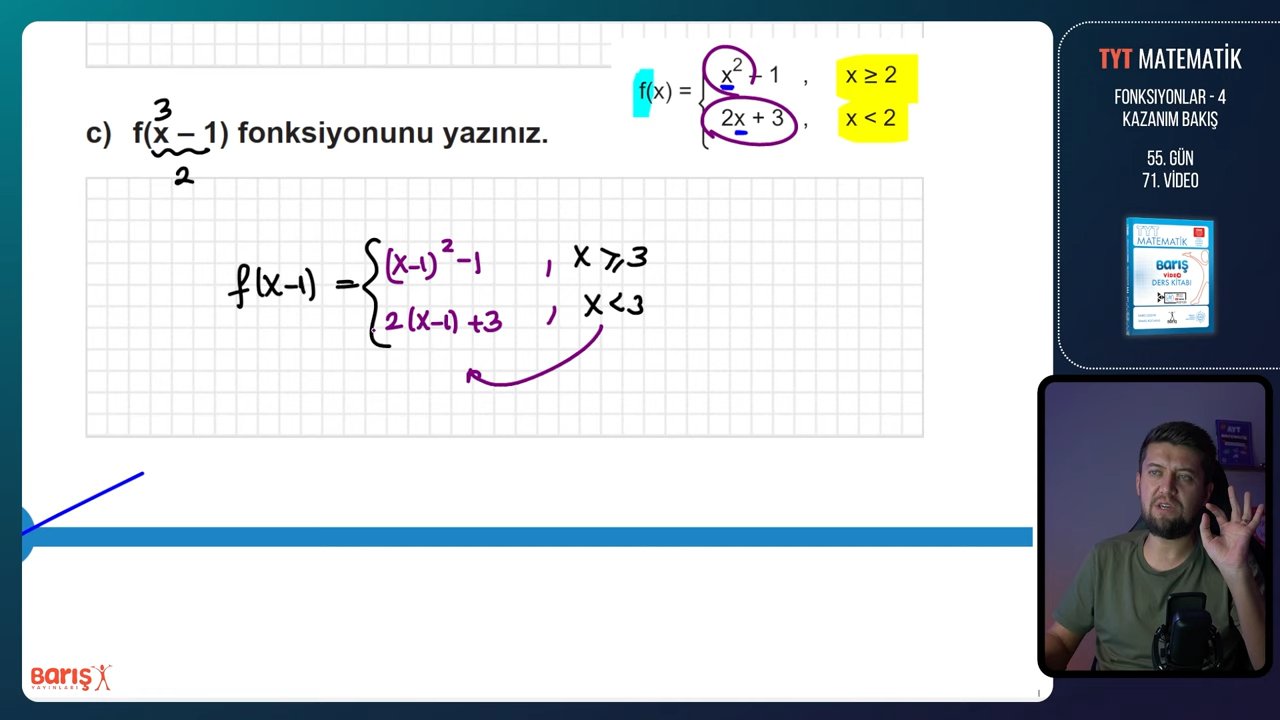 f(x) = { x² – 1 , x ≥ 2
2x + 3 , x < 2
3
c) f(x – 1) fonksiyonunu yazınız.
2
f(x–1) = { (x–1)² –1 , x ⩾ 3
2(x–1) +3 , x < 3
BARIŞ
YAYINLARI
TYT MATEMATİK
FONKSIYONLAR - 4
KAZANIM BAKIŞ
55. GÜN
71. VİDEO
TYT
MATEMATİK
BARIŞ
VİDEO
DERS KİTABI